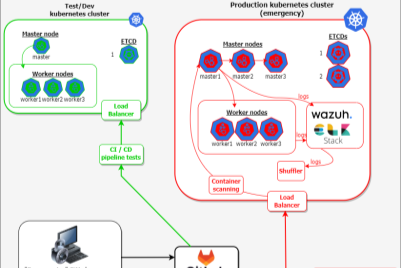 Test/Dev
kubernetes cluster
Master node
master
ETCD
1
Worker nodes
worker1 worker2 worker3
Load
Balancer
CI / CD
pipeline tests
Production kubernetes cluster
(emergency)
Master nodes
master1 master2 master3
ETCDs
1
2
logs
Worker nodes
worker1 worker2 worker3
wazuh.
logs
Stack
logs
Shuffler
Container
scanning
Load
Balancer